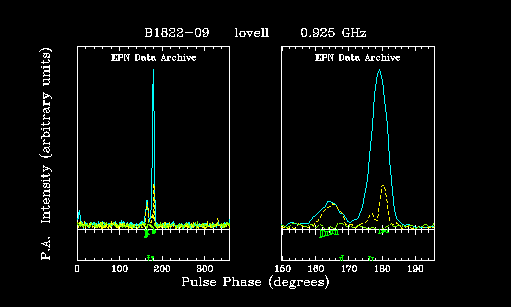 B1822-09 lovell 0.925 GHz
EPN Data Archive EPN Data Archive
P.A. Intensity (arbitrary units)
0 100 200 300 150 160 170 180 190
Pulse Phase (degrees)